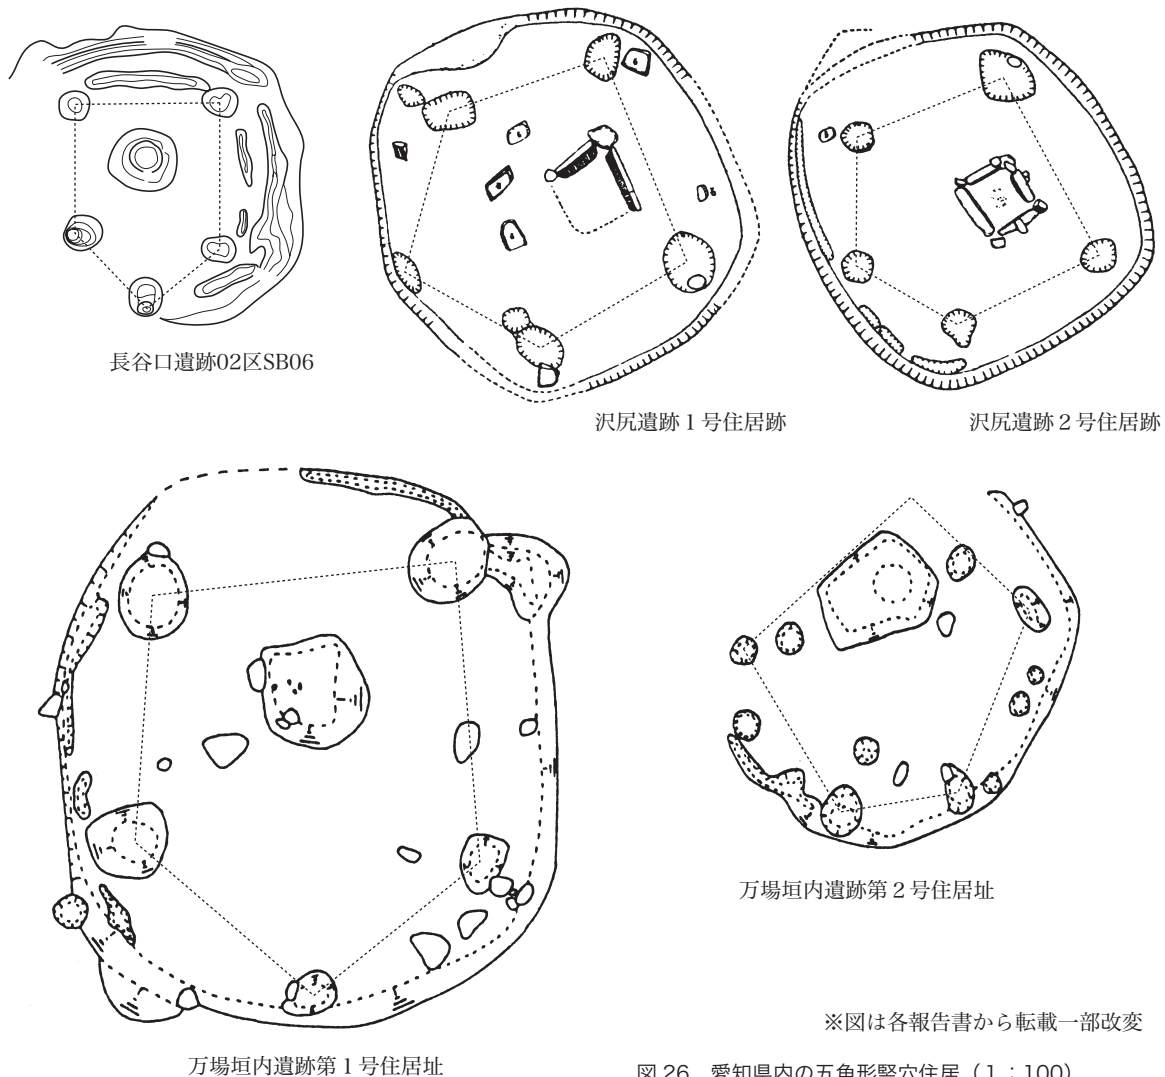 長谷口遺跡02区SB06
沢尻遺跡1号住居跡
沢尻遺跡2号住居跡
万場垣内遺跡第2号住居址
※図は各報告書から転載一部改変
万場垣内遺跡第1号住居址
図26 愛知県内の五角形竪穴住居(1:100)